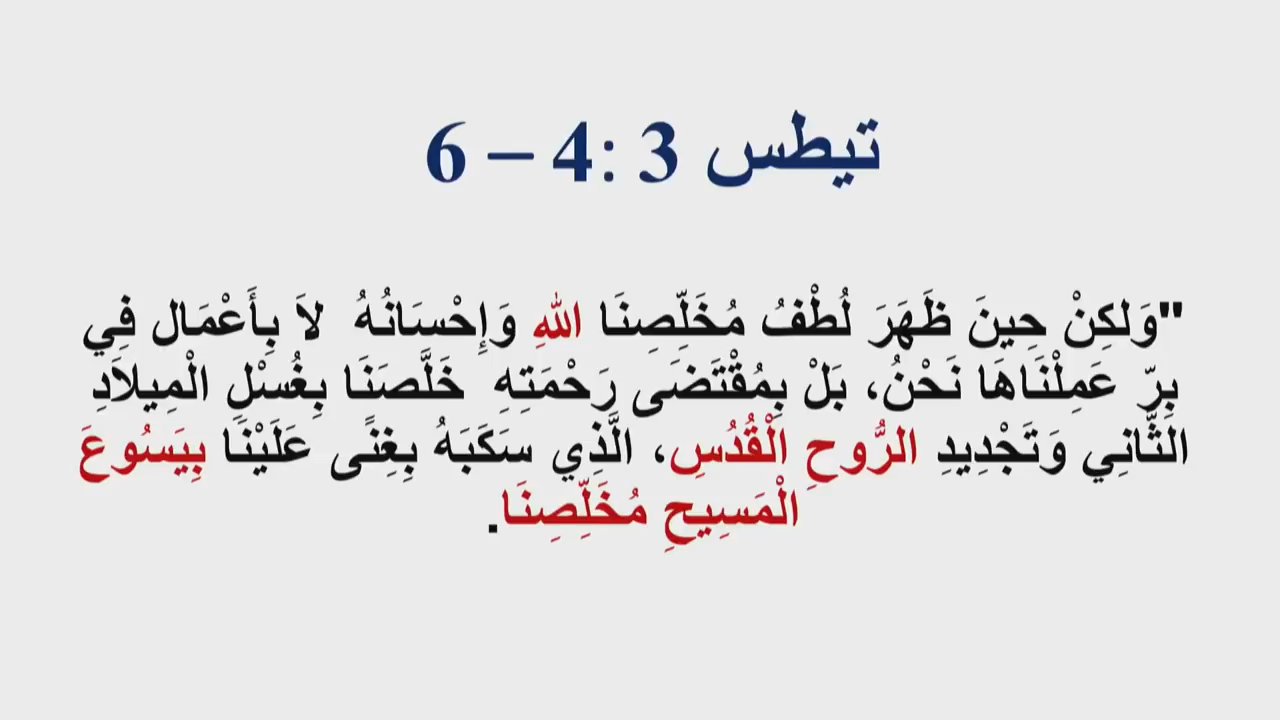 تيطس 3 :4 – 6
"وَلكِنْ حِينَ ظَهَرَ لُطْفُ مُخَلِّصِنَا اللهِ وَإِحْسَانُهُ لاَ بِأَعْمَال فِي
بِرّ عَمِلْنَاهَا نَحْنُ، بَلْ بِمُقْتَضَى رَحْمَتِهِ خَلَّصَنَا بِغُسْلِ الْمِيلاَدِ
الثَّانِي وَتَجْدِيدِ الرُّوحِ الْقُدُسِ، الَّذِي سَكَبَهُ بِغِنًى عَلَيْنَا بِيَسُوعَ
الْمَسِيحِ مُخَلِّصِنَا.